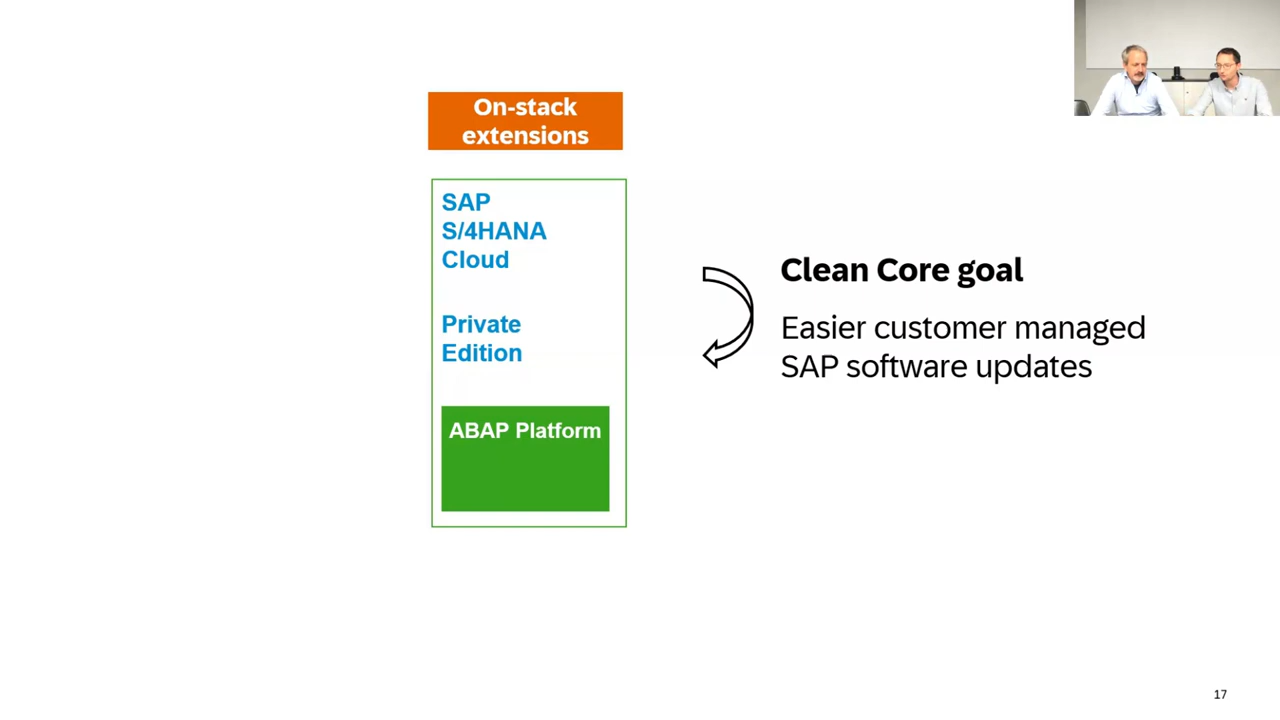 On-stack
extensions
SAP
S/4HANA
Cloud
Private
Edition
ABAP Platform
Clean Core goal
Easier customer managed
SAP software updates
17